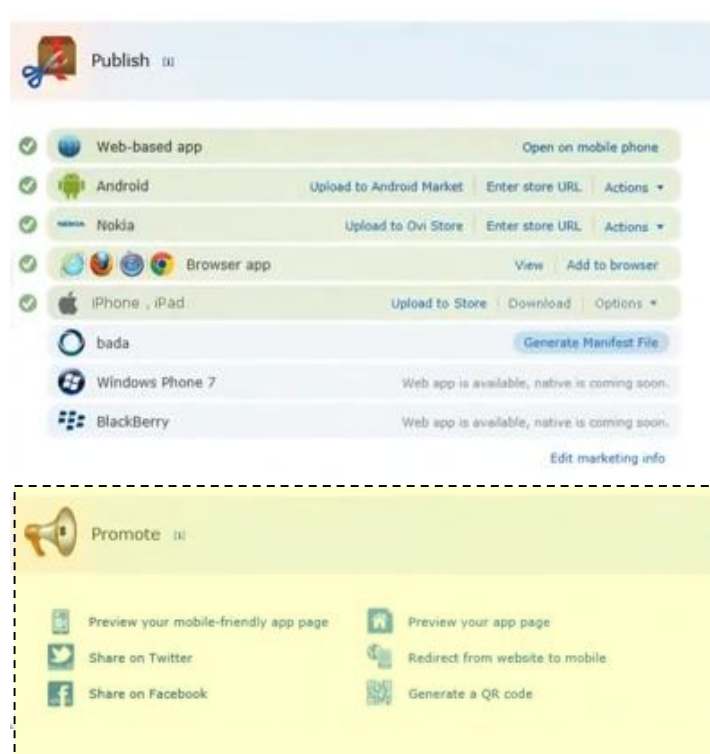 Publish
Web-based app Open on mobile phone
Android Upload to Android Market Enter store URL Actions
NOKIA Nokia Upload to Ovi Store Enter store URL Actions
Browser app View Add to browser
iPhone , iPad Upload to Store Download Options
bada Generate Manifest File
Windows Phone 7 Web app is available, native is coming soon.
BlackBerry Web app is available, native is coming soon.
Edit marketing info
Promote
Preview your mobile-friendly app page Preview your app page
Share on Twitter Redirect from website to mobile
Share on Facebook Generate a QR code